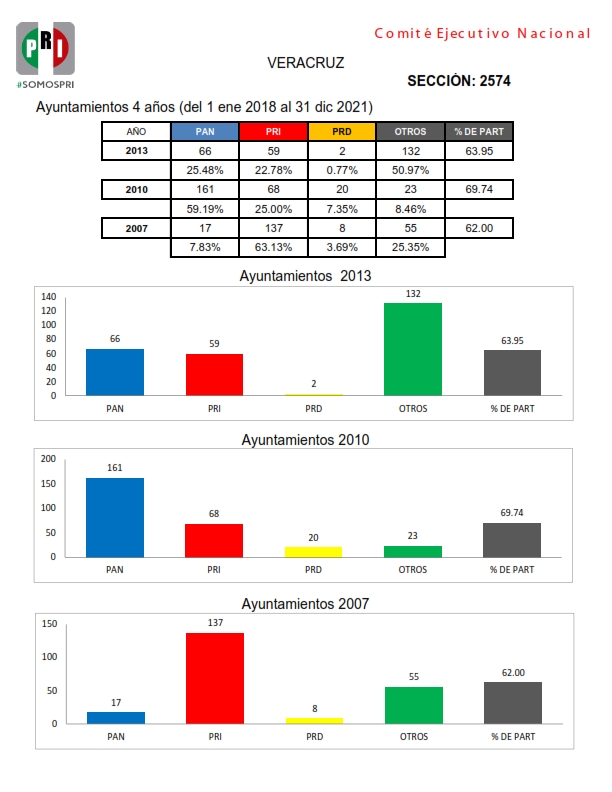 Comité Ejecutivo Nacional
PRI
#SOMOSPRI
VERACRUZ
SECCIÓN: 2574
Ayuntamientos 4 años (del 1 ene 2018 al 31 dic 2021)
AÑO PAN PRI PRD OTROS % DE PART
2013 66 59 2 132 63.95
25.48% 22.78% 0.77% 50.97%
2010 161 68 20 23 69.74
59.19% 25.00% 7.35% 8.46%
2007 17 137 8 55 62.00
7.83% 63.13% 3.69% 25.35%
Ayuntamientos 2013
140
120
100
80
60
40
20
0
66 59 2 132 63.95
PAN PRI PRD OTROS % DE PART
Ayuntamientos 2010
200
150
100
50
0
161 68 20 23 69.74
PAN PRI PRD OTROS % DE PART
Ayuntamientos 2007
150
100
50
0
17 137 8 55 62.00
PAN PRI PRD OTROS % DE PART